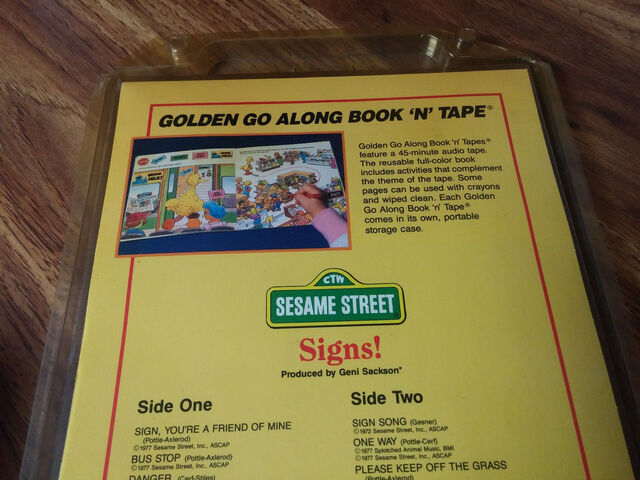 GOLDEN GO ALONG BOOK 'N' TAPE®
Golden Go Along Book 'n' Tapes®
feature a 45-minute audio tape.
The reusable full-color book
includes activities that complement
the theme of the tape. Some
pages can be used with crayons
and wiped clean. Each Golden
Go Along Book 'n' Tape®
comes in its own, portable
storage case.
CTW
SESAME STREET
Signs!
Produced by Geni Sackson*
Side One
SIGN, YOU'RE A FRIEND OF MINE
(Pottle-Axlerod)
©1977 Sesame Street, Inc., ASCAP
BUS STOP (Pottle-Axlerod)
©1977 Sesame Street, Inc., ASCAP
DANGER (Cerf-Stiles)
Side Two
SIGN SONG (Gesner)
©1972 Sesame Street, Inc., ASCAP
ONE WAY (Pottle-Cerf)
©1977 Splotched Animal Music, BMI
©1977 Sesame Street, Inc., ASCAP
PLEASE KEEP OFF THE GRASS
(Pottle-Axlerod)